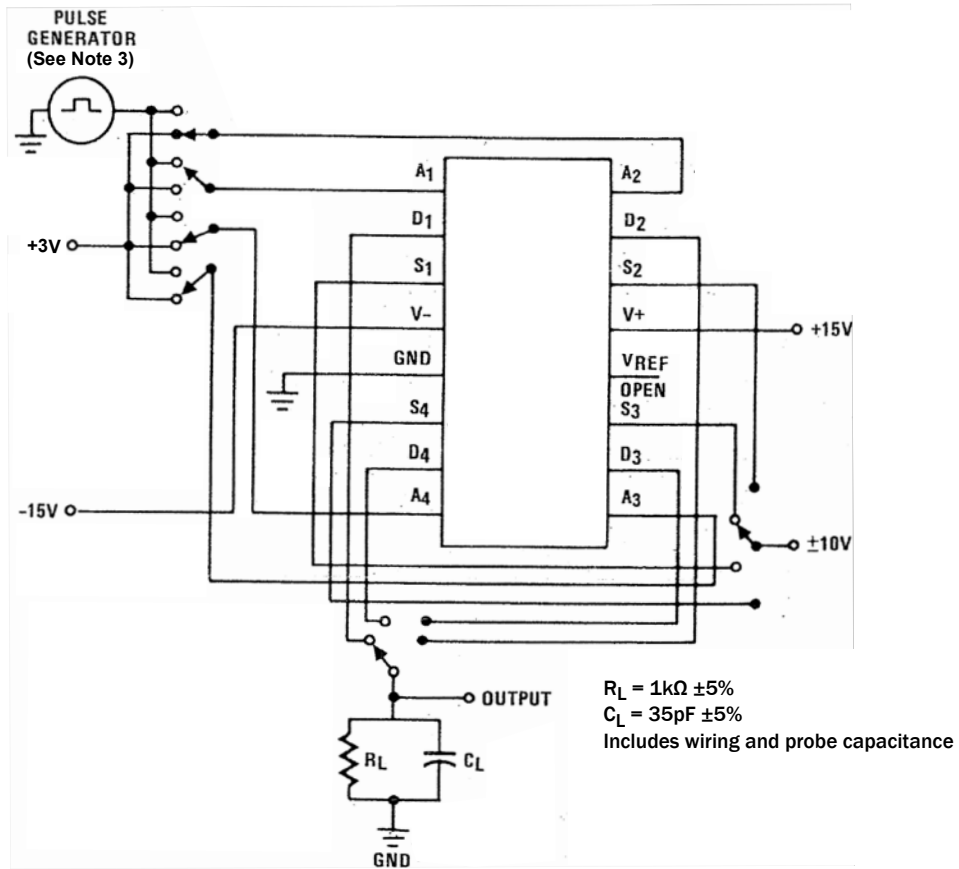 PULSE
GENERATOR
(See Note 3)
+3V
-15V
A1
D1
S1
V-
GND
S4
D4
A4
A2
D2
S2
V+
VREF
OPEN
S3
D3
A3
+15V
±10V
OUTPUT
RL
CL
GND
RL = 1kΩ ±5%
CL = 35pF ±5%
Includes wiring and probe capacitance